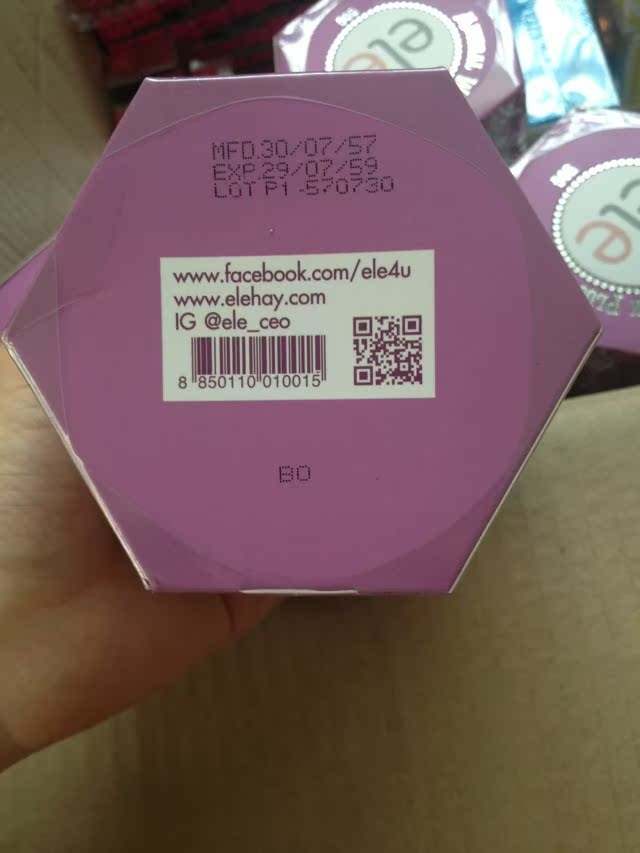 MFD.30/07/57
EXP.29/07/59
LOT P1 -570730
www.facebook.com/ele4u
www.elehay.com
IG @ele_ceo
8 850110 010015
BO
ele
ele